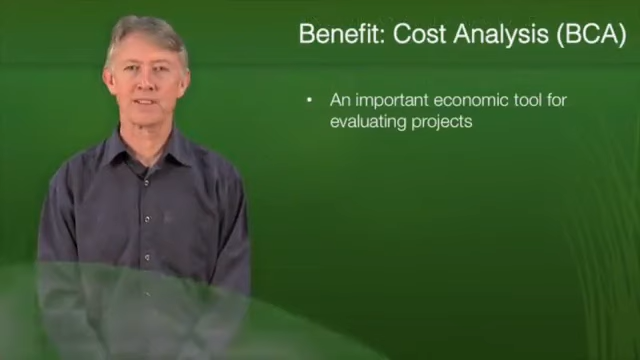 Benefit: Cost Analysis (BCA)
• An important economic tool for
evaluating projects